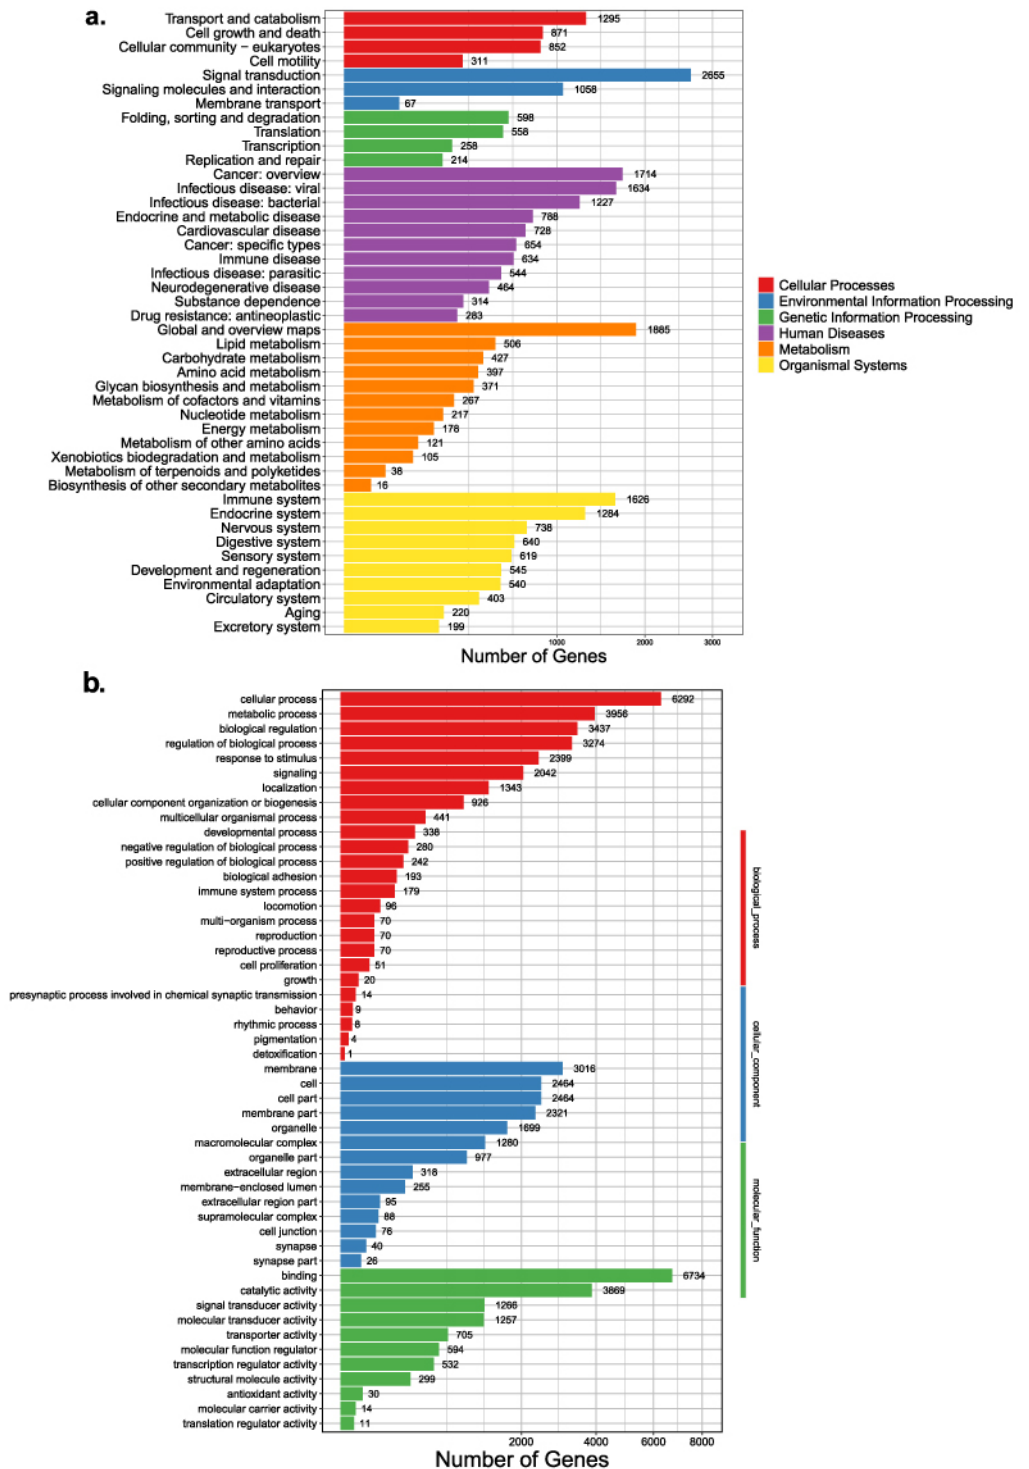 a.
Transport and catabolism 1295
Cell growth and death 871
Cellular community − eukaryotes 852
Cell motility 311
Signal transduction 2655
Signaling molecules and interaction 1058
Membrane transport 67
Folding, sorting and degradation 598
Translation 558
Transcription 258
Replication and repair 214
Cancer: overview 1714
Infectious disease: viral 1634
Infectious disease: bacterial 1227
Endocrine and metabolic disease 788
Cardiovascular disease 728
Cancer: specific types 654
Immune disease 634
Infectious disease: parasitic 544
Neurodegenerative disease 464
Substance dependence 314
Drug resistance: antineoplastic 283
Global and overview maps 1885
Lipid metabolism 506
Carbohydrate metabolism 427
Amino acid metabolism 397
Glycan biosynthesis and metabolism 371
Metabolism of cofactors and vitamins 267
Nucleotide metabolism 217
Energy metabolism 176
Metabolism of other amino acids 121
Xenobiotics biodegradation and metabolism 105
Metabolism of terpenoids and polyketides 38
Biosynthesis of other secondary metabolites 16
Immune system 1626
Endocrine system 1284
Nervous system 738
Digestive system 640
Sensory system 619
Development and regeneration 545
Environmental adaptation 540
Circulatory system 403
Aging 220
Excretory system 199
1000 2000 3000
Number of Genes
Cellular Processes
Environmental Information Processing
Genetic Information Processing
Human Diseases
Metabolism
Organismal Systems
b.
cellular process 6292
metabolic process 3956
biological regulation 3437
regulation of biological process 3274
response to stimulus 2399
signaling 2042
localization 1343
cellular component organization or biogenesis 926
multicellular organismal process 441
developmental process 338
negative regulation of biological process 280
positive regulation of biological process 242
biological adhesion 193
immune system process 179
locomotion 96
multi−organism process 70
reproduction 70
reproductive process 70
cell proliferation 51
growth 20
presynaptic process involved in chemical synaptic transmission 14
behavior 9
rhythmic process 8
pigmentation 4
detoxification 1
membrane 3016
cell 2464
cell part 2464
membrane part 2321
organelle 1699
macromolecular complex 1280
organelle part 977
extracellular region 318
membrane−enclosed lumen 255
extracellular region part 95
supramolecular complex 88
cell junction 76
synapse 40
synapse part 26
binding 6734
catalytic activity 3869
signal transducer activity 1266
molecular transducer activity 1257
transporter activity 705
molecular function regulator 594
transcription regulator activity 532
structural molecule activity 299
antioxidant activity 30
molecular carrier activity 14
translation regulator activity 11
2000 4000 6000 8000
Number of Genes
biological_process
cellular_component
molecular_function